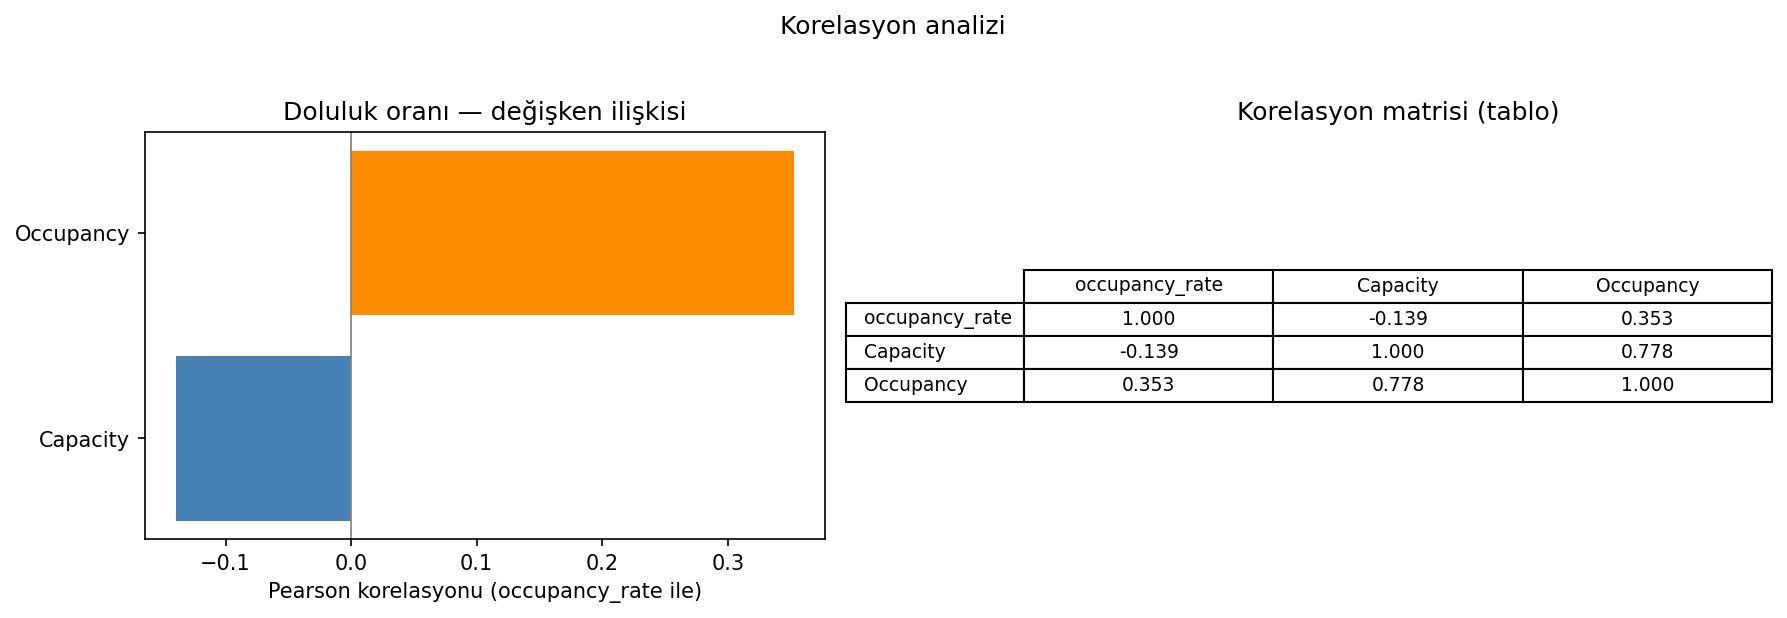 Korelasyon analizi
Doluluk oranı — değişken ilişkisi
Occupancy
Capacity
−0.1 0.0 0.1 0.2 0.3
Pearson korelasyonu (occupancy_rate ile)
Korelasyon matrisi (tablo)
occupancy_rate Capacity Occupancy
occupancy_rate 1.000 -0.139 0.353
Capacity -0.139 1.000 0.778
Occupancy 0.353 0.778 1.000